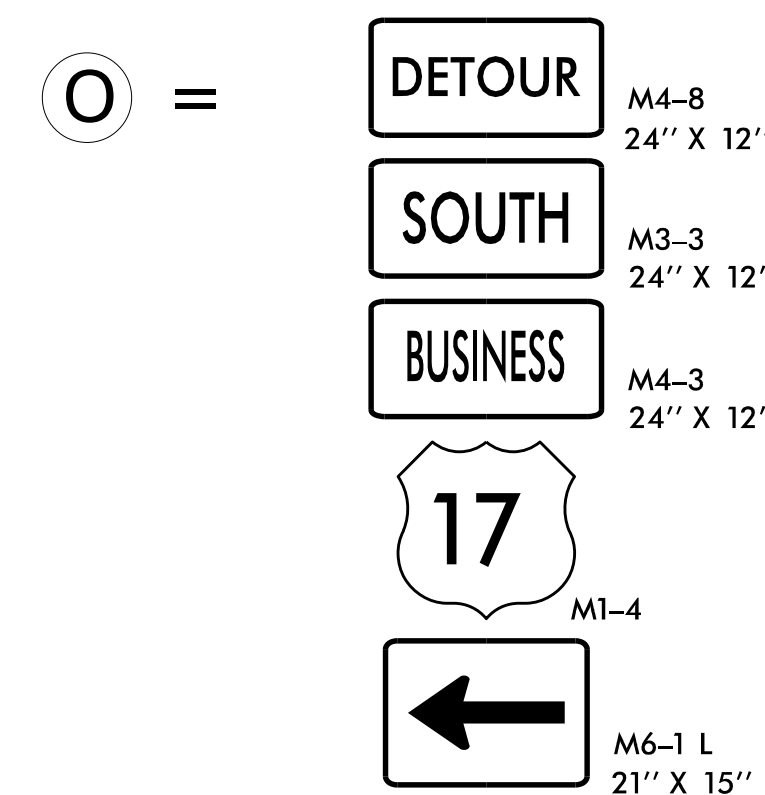 O =
DETOUR
M4–8
24'' X 12'
SOUTH
M3–3
24'' X 12'
BUSINESS
M4–3
24'' X 12'
17
M1–4
M6–1 L
21'' X 15''